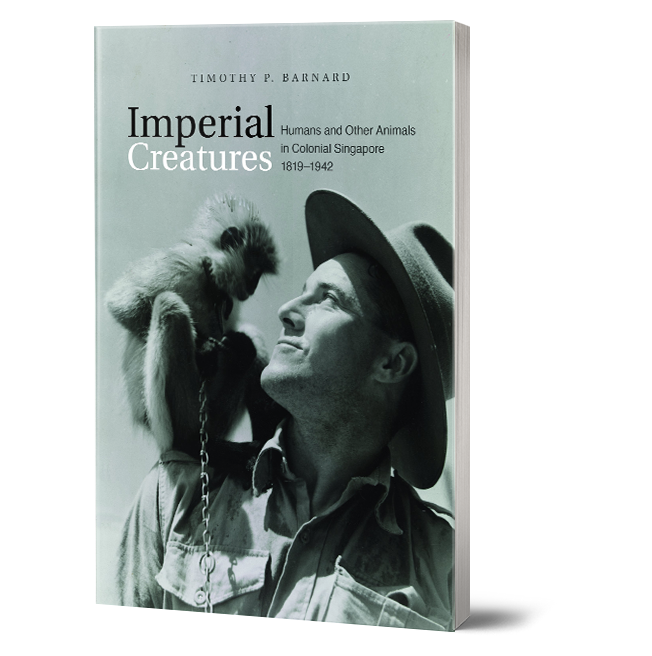 TIMOTHY P. BARNARD
Imperial
Creatures
Humans and Other Animals
in Colonial Singapore
1819–1942